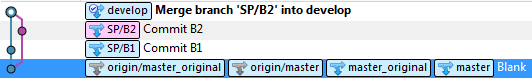 develop Merge branch 'SP/B2' into develop
SP/B2 Commit B2
SP/B1 Commit B1
origin/master_original origin/master master_original master Blank